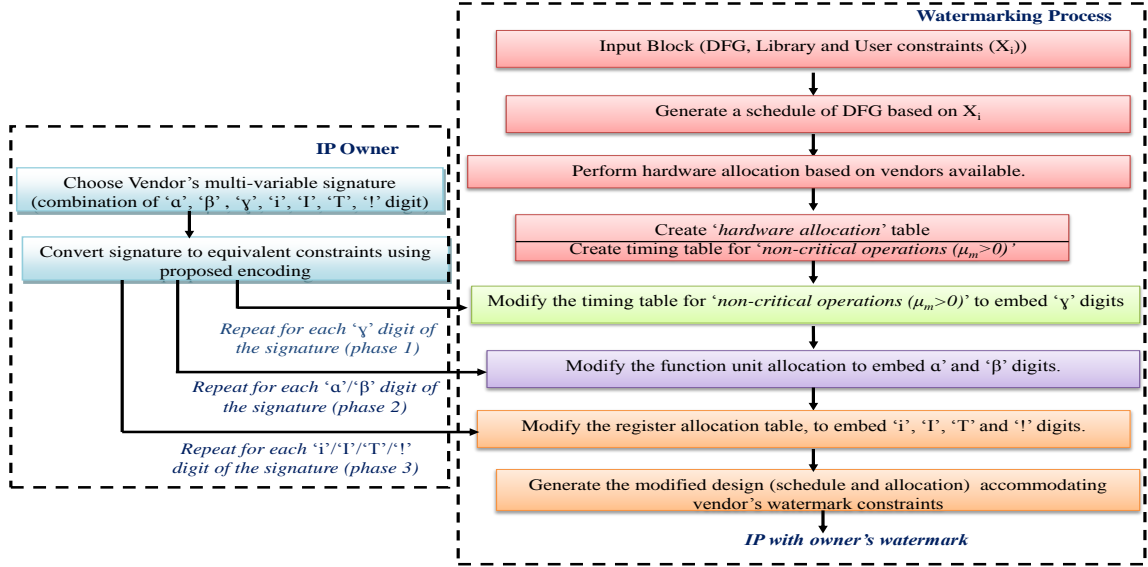 IP Owner
Choose Vendor's multi-variable signature
(combination of 'α', 'β' , 'ɣ', 'i', 'I', 'T', '!' digit)
Convert signature to equivalent constraints using
proposed encoding
Repeat for each 'ɣ' digit of
the signature (phase 1)
Repeat for each 'α'/'β' digit of
the signature (phase 2)
Repeat for each 'i'/'I'/'T'/'!'
digit of the signature (phase 3)
Watermarking Process
Input Block (DFG, Library and User constraints (Xi))
Generate a schedule of DFG based on Xi
Perform hardware allocation based on vendors available.
Create 'hardware allocation' table
Create timing table for 'non-critical operations (μm>0)'
Modify the timing table for 'non-critical operations (μm>0)' to embed 'ɣ' digits
Modify the function unit allocation to embed α' and 'β' digits.
Modify the register allocation table, to embed 'i', 'I', 'T' and '!' digits.
Generate the modified design (schedule and allocation) accommodating
vendor's watermark constraints
IP with owner's watermark